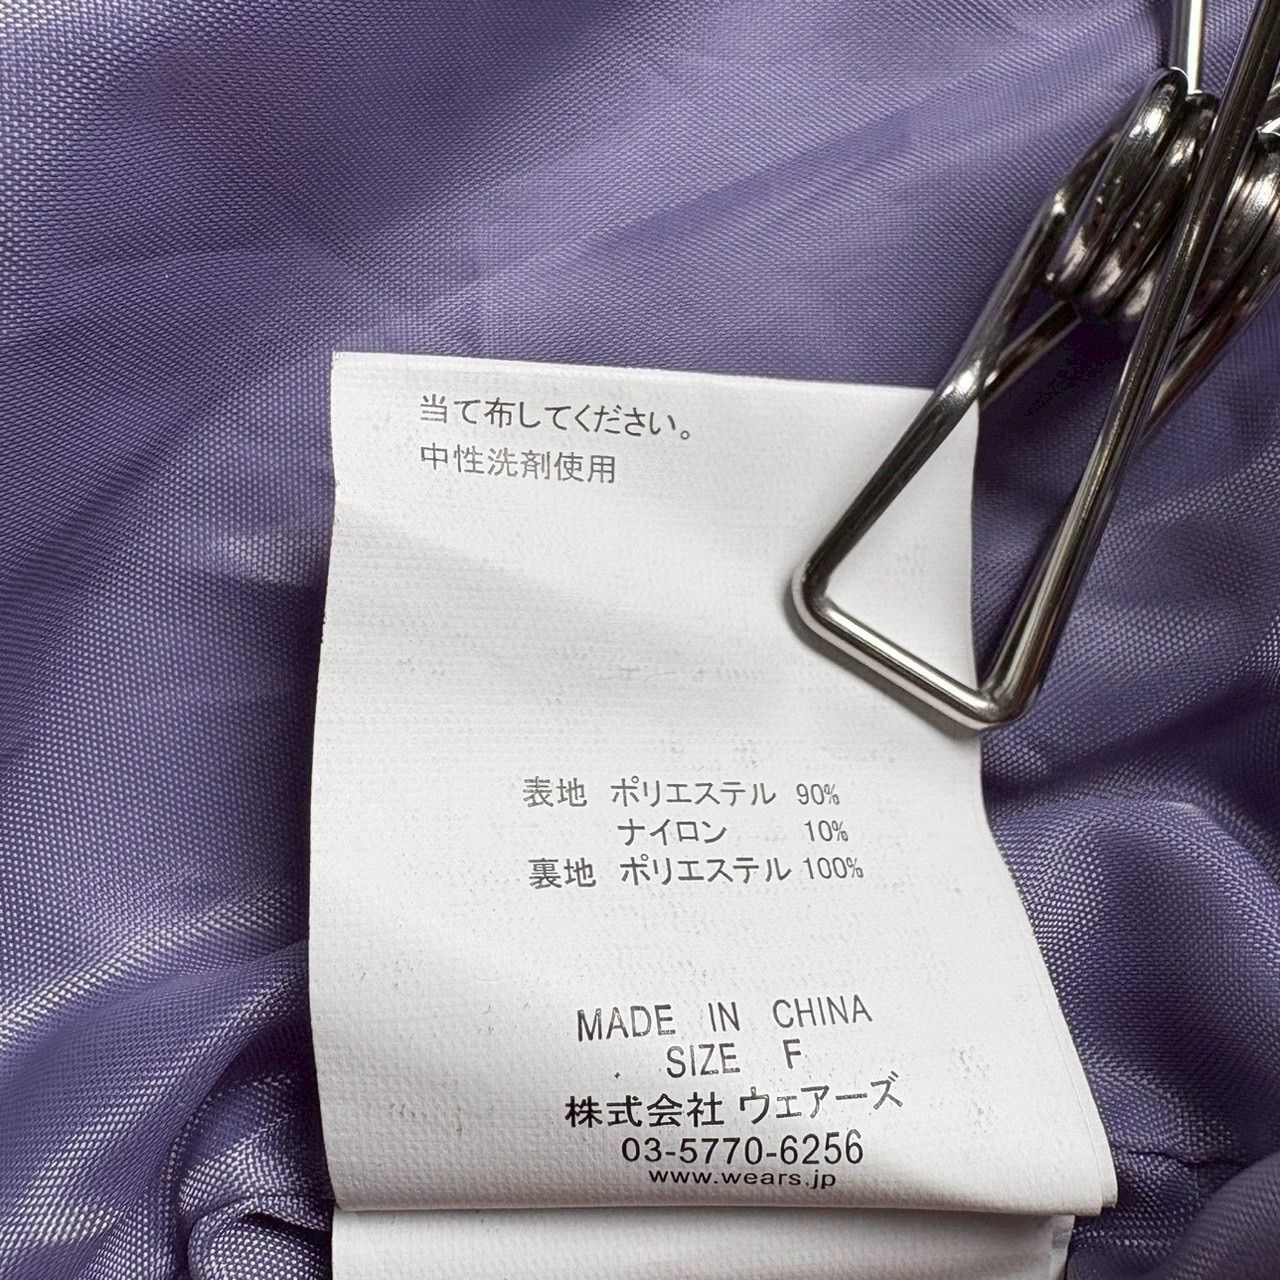 当て布してください。
中性洗剤使用
表地 ポリエステル 90%
ナイロン 10%
裏地 ポリエステル 100%
MADE IN CHINA
SIZE F
株式会社 ウェアーズ
03-5770-6256
www.wears.jp